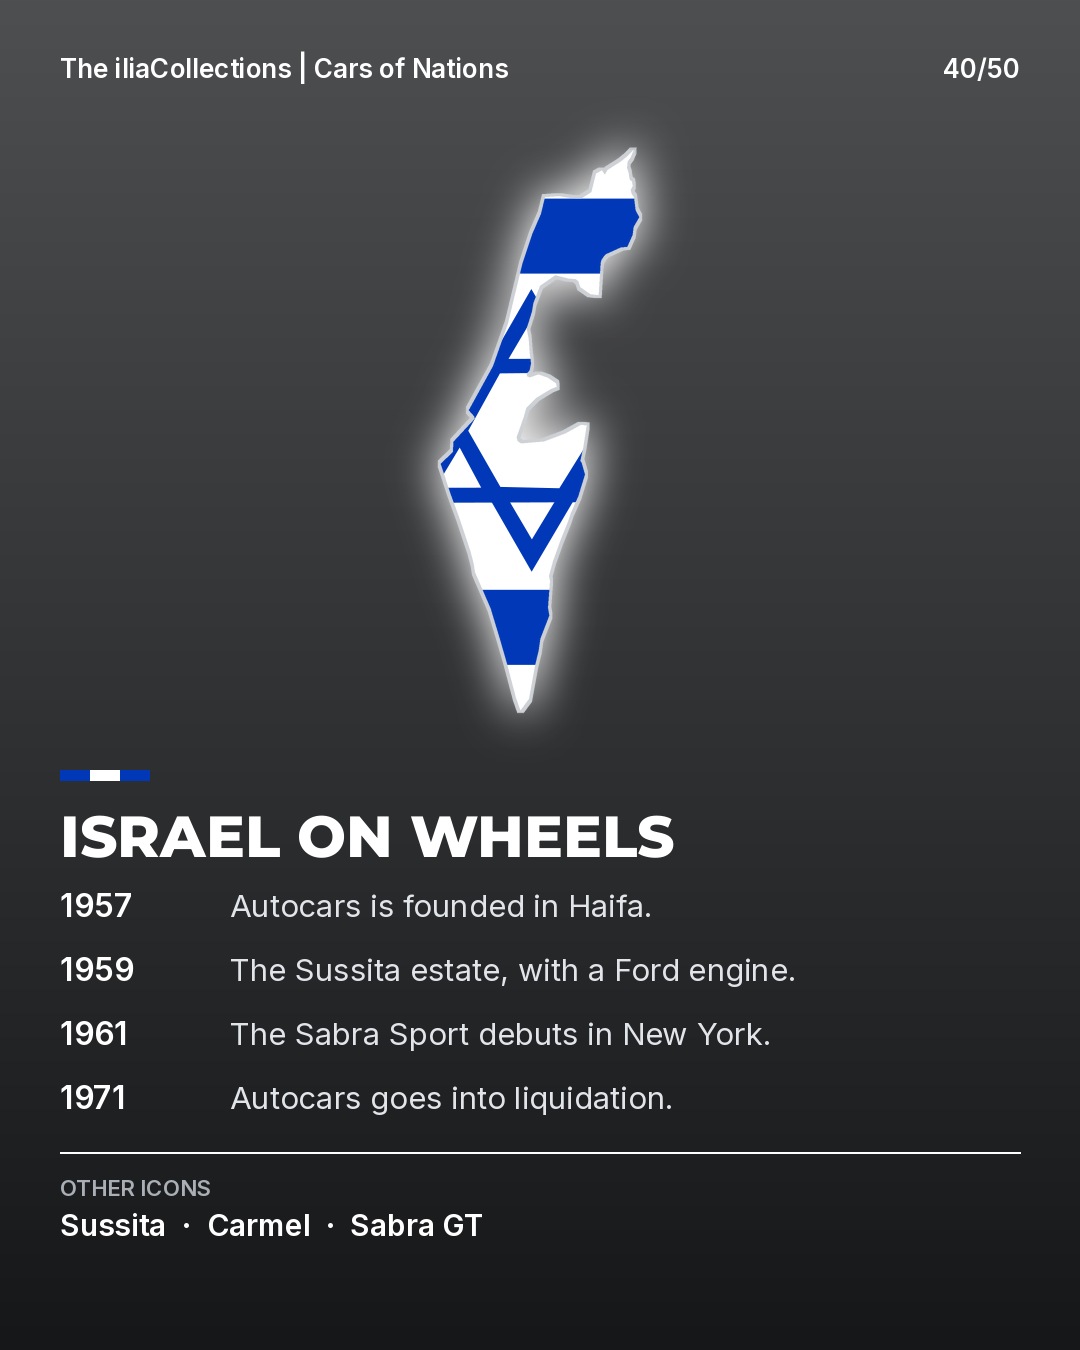 The iliaCollections | Cars of Nations
40/50
ISRAEL ON WHEELS
1957 Autocars is founded in Haifa.
1959 The Sussita estate, with a Ford engine.
1961 The Sabra Sport debuts in New York.
1971 Autocars goes into liquidation.
OTHER ICONS
Sussita · Carmel · Sabra GT